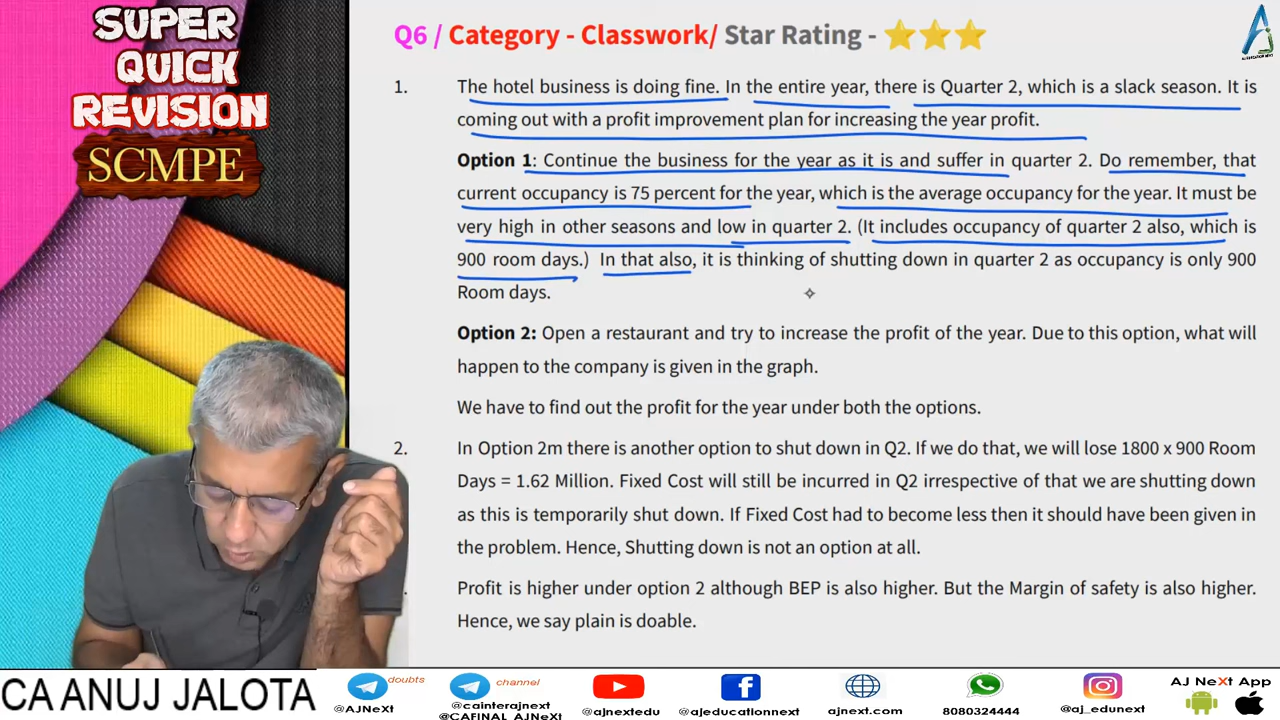 SUPER
QUICK
REVISION
SCMPE
Q6 / Category - Classwork/ Star Rating -
1. The hotel business is doing fine. In the entire year, there is Quarter 2, which is a slack season. It is
coming out with a profit improvement plan for increasing the year profit.
Option 1: Continue the business for the year as it is and suffer in quarter 2. Do remember, that
current occupancy is 75 percent for the year, which is the average occupancy for the year. It must be
very high in other seasons and low in quarter 2. (It includes occupancy of quarter 2 also, which is
900 room days.) In that also, it is thinking of shutting down in quarter 2 as occupancy is only 900
Room days.
Option 2: Open a restaurant and try to increase the profit of the year. Due to this option, what will
happen to the company is given in the graph.
We have to find out the profit for the year under both the options.
2. In Option 2m there is another option to shut down in Q2. If we do that, we will lose 1800 x 900 Room
Days = 1.62 Million. Fixed Cost will still be incurred in Q2 irrespective of that we are shutting down
as this is temporarily shut down. If Fixed Cost had to become less then it should have been given in
the problem. Hence, Shutting down is not an option at all.
Profit is higher under option 2 although BEP is also higher. But the Margin of safety is also higher.
Hence, we say plain is doable.
CA ANUJ JALOTA
doubts
@AJNeXt
channel
@cainterajnext
@CAFINAL_AJNeXt
@ajnextedu
@ajeducationnext
ajnext.com
8080324444
@aj_edunext
AJ NeXt App